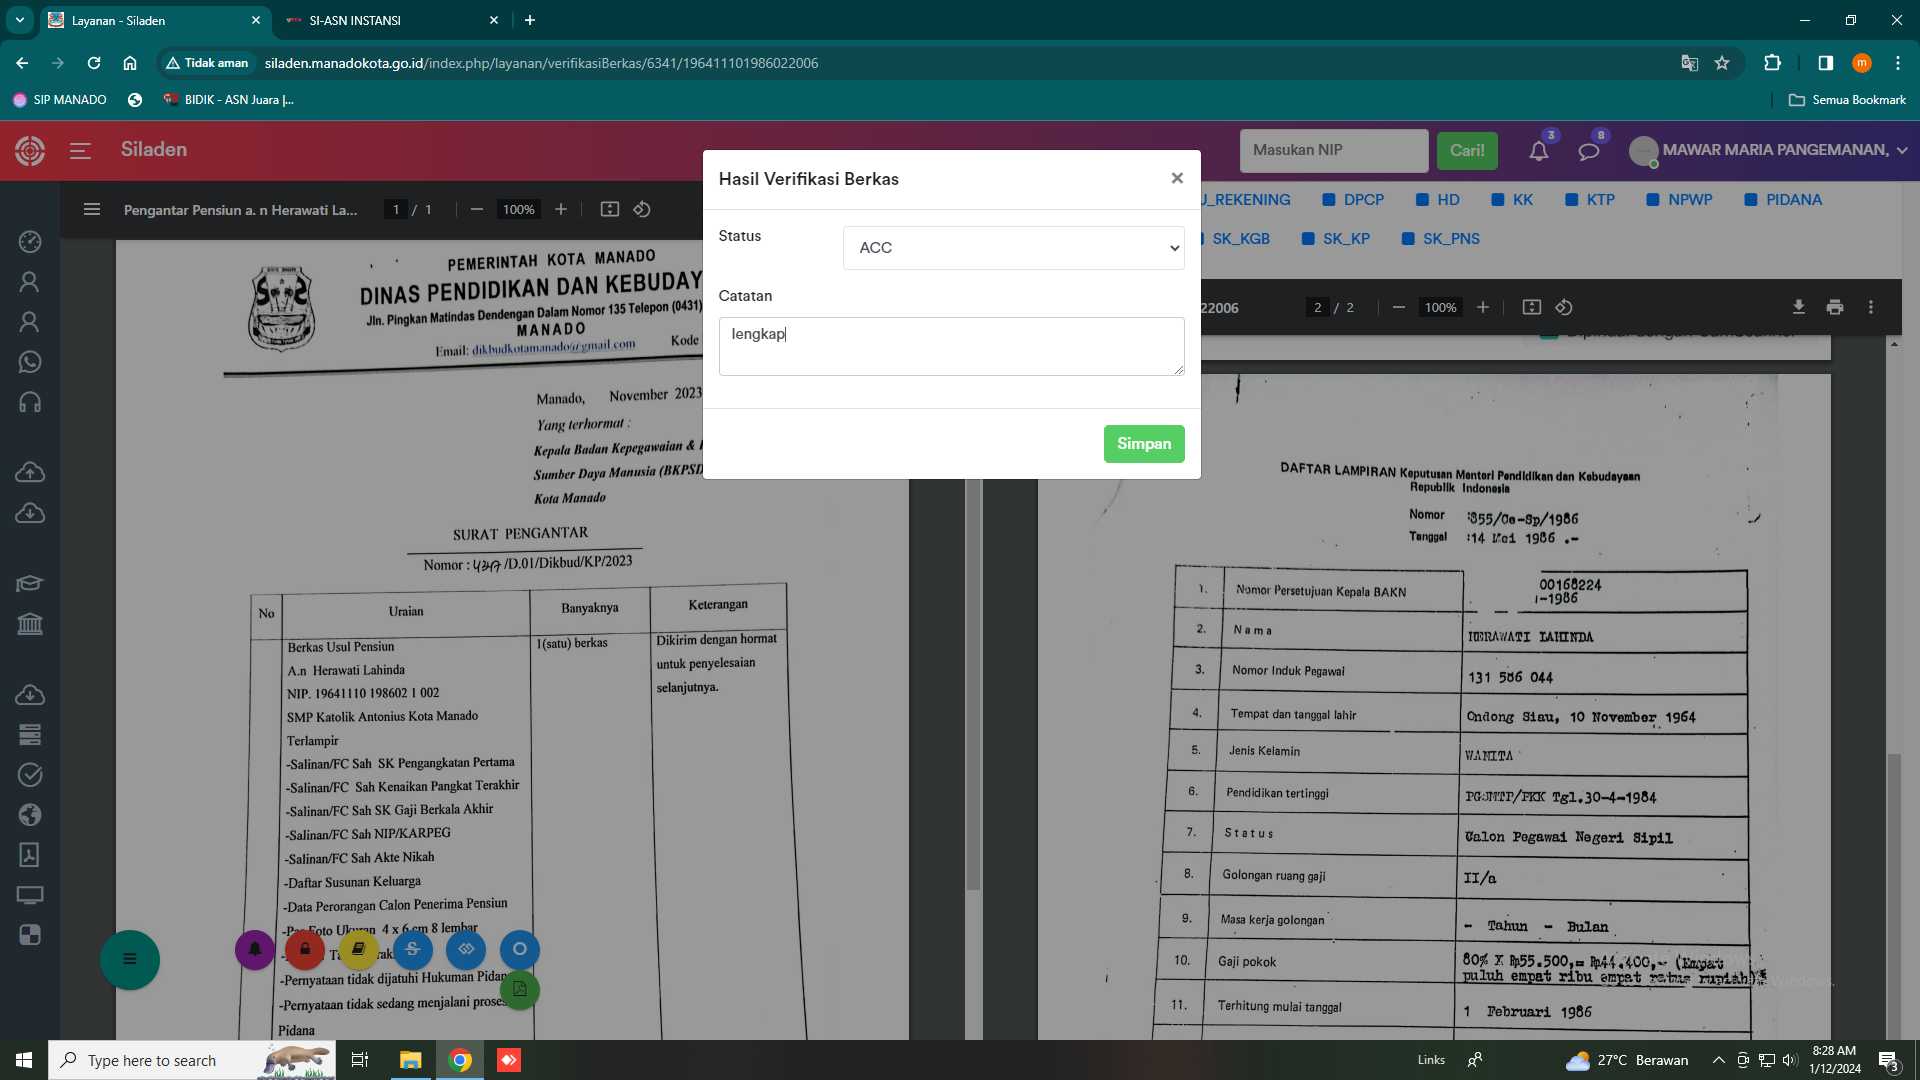 Layanan - Siladen
SI-ASN INSTANSI
Tidak aman
siladen.manadokota.go.id/index.php/layanan/verifikasiBerkas/6341/196411101986022006
SIP MANADO
BIDIK - ASN Juara |...
Semua Bookmark
Siladen
Masukan NIP
Cari!
3
8
MAWAR MARIA PANGEMANAN,
Pengantar Pensiun a. n Herawati La...
1 / 1
100%
Hasil Verifikasi Berkas
Status
ACC
Catatan
lengkap
Simpan
U_REKENING
DPCP
HD
KK
KTP
NPWP
PIDANA
SK_KGB
SK_KP
SK_PNS
22006
2 / 2
100%
PEMERINTAH KOTA MANADO
DINAS PENDIDIKAN DAN KEBUDAY
Jln. Pingkan Matindas Dendengan Dalam Nomor 135 Telepon (0431)
MANADO
Email: dikbudkotamanado@gmail.com
Kode
Manado, November 2023
Yang terhormat :
Kepala Badan Kepegawaian &
Sumber Daya Manusia (BKPSD
Kota Manado
SURAT PENGANTAR
Nomor : /D.01/Dikbud/KP/2023
No
Uraian
Banyaknya
Keterangan
Berkas Usul Pensiun
A.n Herawati Lahinda
NIP. 19641110 198602 1 002
SMP Katolik Antonius Kota Manado
Terlampir
-Salinan/FC Sah SK Pengangkatan Pertama
-Salinan/FC Sah Kenaikan Pangkat Terakhir
-Salinan/FC Sah SK Gaji Berkala Akhir
-Salinan/FC Sah NIP/KARPEG
-Salinan/FC Sah Akte Nikah
-Daftar Susunan Keluarga
-Data Perorangan Calon Penerima Pensiun
-Pas Foto Ukuran 4 x 6 cm 8 lembar
-Pernyataan tidak dijatuhi Hukuman Pidana
-Pernyataan tidak sedang menjalani proses
Pidana
1(satu) berkas
Dikirim dengan hormat
untuk penyelesaian
selanjutnya.
DAFTAR LAMPIRAN Keputusan Menteri Pendidikan dan Kebudayaan
Republik Indonesia
Nomor :855/Ce-Sp/1986
Tanggal :14 Mei 1986 .-
1. Nomor Persetujuan Kepala BAKN
00168224
-1986
2. Nama HERAWATI LAHINDA
3. Nomor Induk Pegawai 131 586 044
4. Tempat dan tanggal lahir Ondong Siau, 10 November 1964
5. Jenis Kelamin WANITA
6. Pendidikan tertinggi PGSMTP/PKK Tgl.30-4-1984
7. Status Calon Pegawai Negeri Sipil
8. Golongan ruang gaji II/a
9. Masa kerja golongan - Tahun - Bulan
10. Gaji pokok 80% X Rp55.500,= Rp44.400,- (Empat
puluh empat ribu empat ratus rupiah)
11. Terhitung mulai tanggal 1 Februari 1986
Type here to search
Links
27°C Berawan
8:28 AM
1/12/2024
3